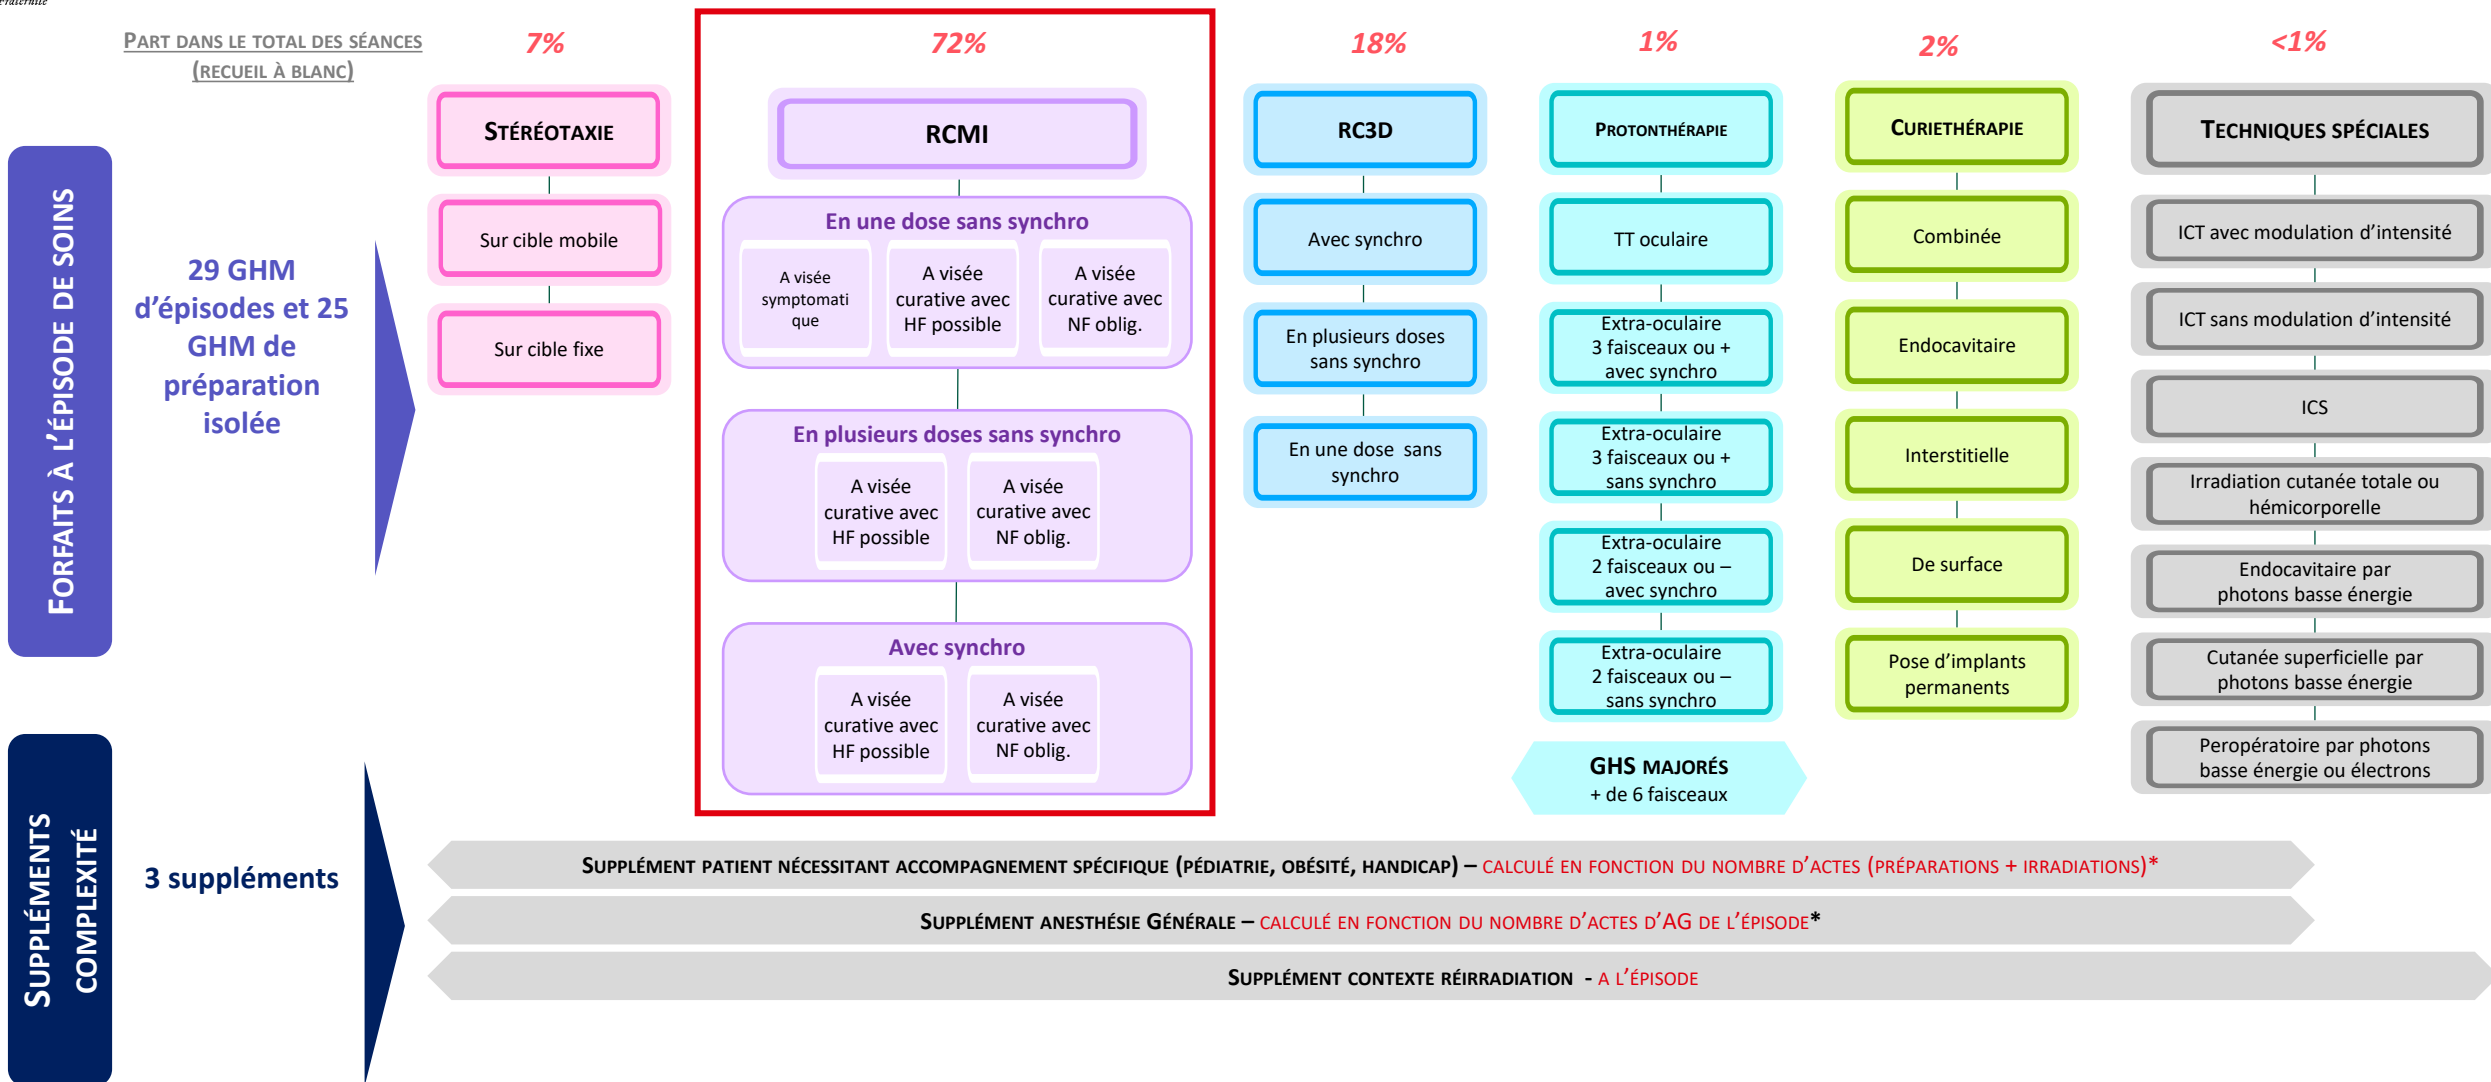 Fraternité
PART DANS LE TOTAL DES SÉANCES
(RECUEIL À BLANC)
7%
72%
18%
1%
2%
<1%
FORFAITS À L'ÉPISODE DE SOINS
29 GHM
d'épisodes et 25
GHM de
préparation
isolée
STÉRÉOTAXIE
Sur cible mobile
Sur cible fixe
RCMI
En une dose sans synchro
A visée
symptomati
que
A visée
curative avec
HF possible
A visée
curative avec
NF oblig.
En plusieurs doses sans synchro
A visée
curative avec
HF possible
A visée
curative avec
NF oblig.
Avec synchro
A visée
curative avec
HF possible
A visée
curative avec
NF oblig.
RC3D
Avec synchro
En plusieurs doses
sans synchro
En une dose sans
synchro
PROTONTHÉRAPIE
TT oculaire
Extra-oculaire
3 faisceaux ou +
avec synchro
Extra-oculaire
3 faisceaux ou +
sans synchro
Extra-oculaire
2 faisceaux ou –
avec synchro
Extra-oculaire
2 faisceaux ou –
sans synchro
GHS MAJORÉS
+ de 6 faisceaux
CURIETHÉRAPIE
Combinée
Endocavitaire
Interstitielle
De surface
Pose d'implants
permanents
TECHNIQUES SPÉCIALES
ICT avec modulation d'intensité
ICT sans modulation d'intensité
ICS
Irradiation cutanée totale ou
hémicorporelle
Endocavitaire par
photons basse énergie
Cutanée superficielle par
photons basse énergie
Peropératoire par photons
basse énergie ou électrons
SUPPLÉMENTS
COMPLEXITÉ
3 suppléments
SUPPLÉMENT PATIENT NÉCESSITANT ACCOMPAGNEMENT SPÉCIFIQUE (PÉDIATRIE, OBÉSITÉ, HANDICAP) – CALCULÉ EN FONCTION DU NOMBRE D'ACTES (PRÉPARATIONS + IRRADIATIONS)*
SUPPLÉMENT ANESTHÉSIE GÉNÉRALE – CALCULÉ EN FONCTION DU NOMBRE D'ACTES D'AG DE L'ÉPISODE*
SUPPLÉMENT CONTEXTE RÉIRRADIATION - A L'ÉPISODE